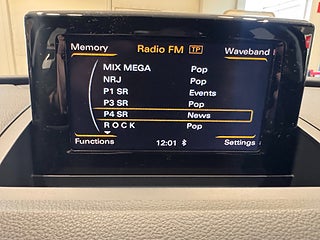 Memory Radio FM TP Waveband
MIX MEGA Pop
NRJ Pop
P1 SR Events
P3 SR Pop
P4 SR News
R O C K Pop
Functions 12:01 Settings